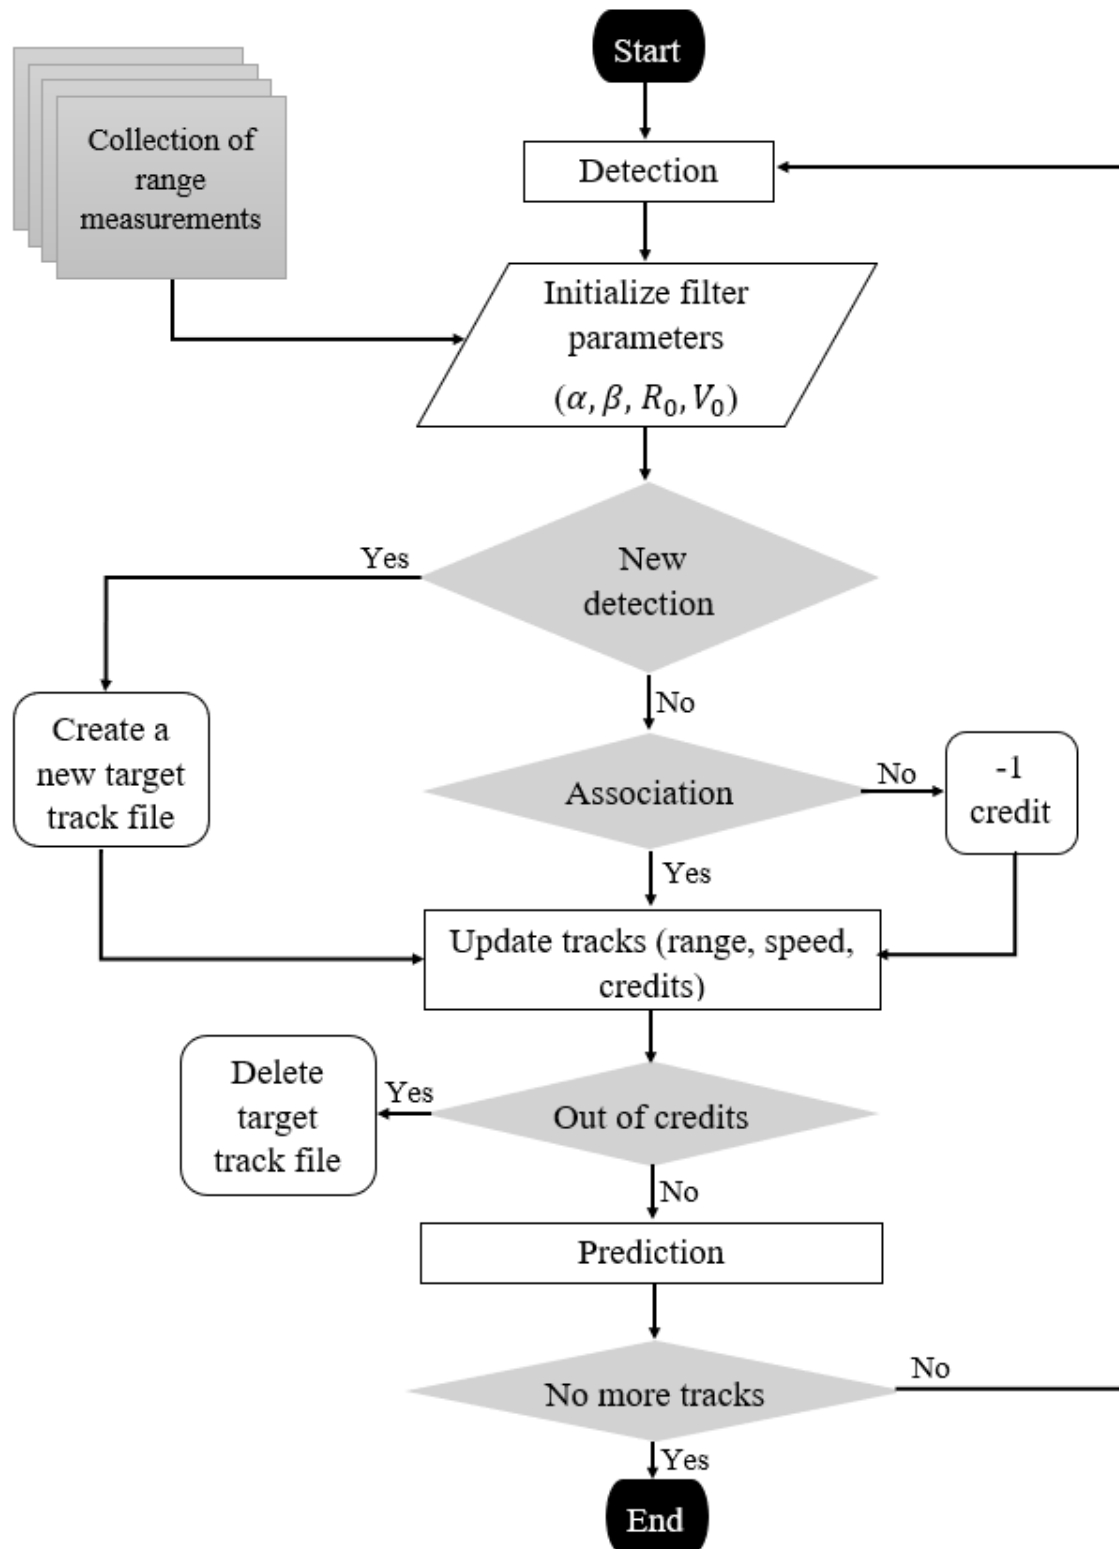 Start
Collection of
range
measurements
Detection
Initialize filter
parameters
(α, β, R₀, V₀)
Yes
New
detection
No
Create a
new target
track file
Association
No
-1
credit
Yes
Update tracks (range, speed,
credits)
Delete
target
track file
Yes
Out of credits
No
Prediction
No more tracks
No
Yes
End